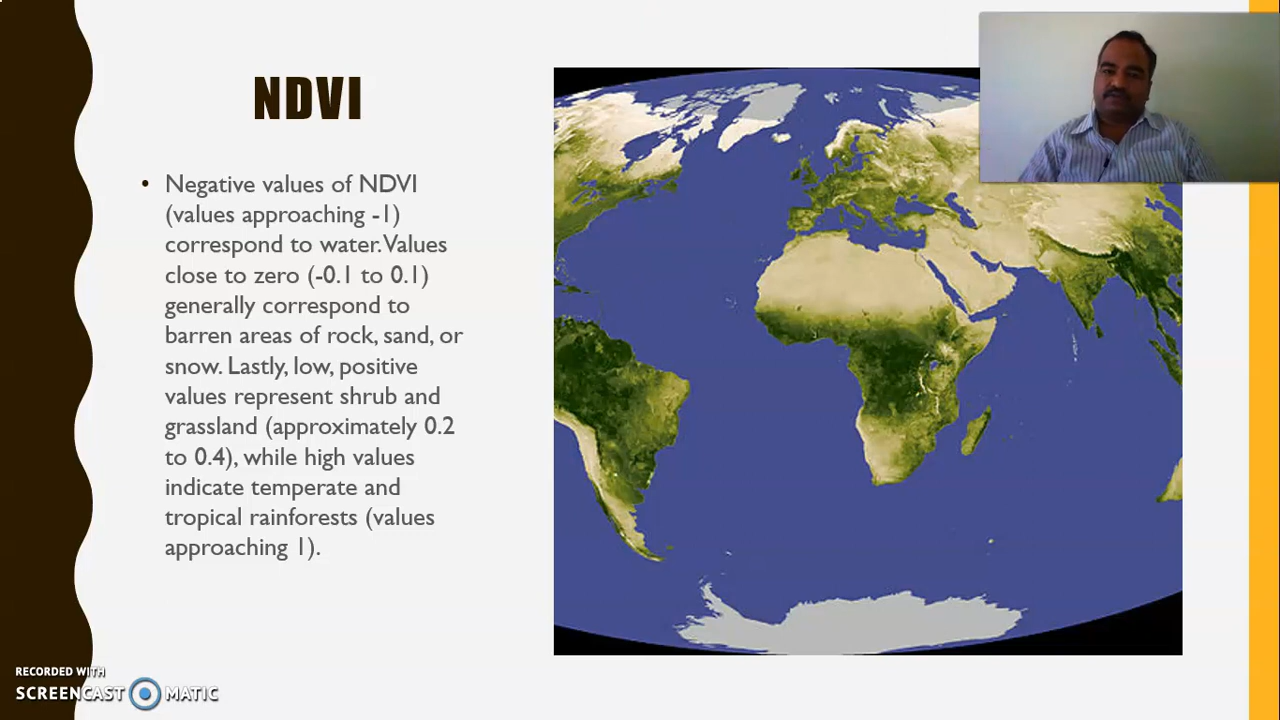 NDVI
• Negative values of NDVI
(values approaching -1)
correspond to water. Values
close to zero (-0.1 to 0.1)
generally correspond to
barren areas of rock, sand, or
snow. Lastly, low, positive
values represent shrub and
grassland (approximately 0.2
to 0.4), while high values
indicate temperate and
tropical rainforests (values
approaching 1).
RECORDED WITH
SCREENCAST MATIC